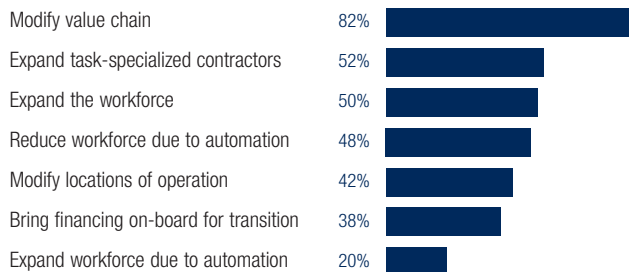 Modify value chain 82%
Expand task-specialized contractors 52%
Expand the workforce 50%
Reduce workforce due to automation 48%
Modify locations of operation 42%
Bring financing on-board for transition 38%
Expand workforce due to automation 20%